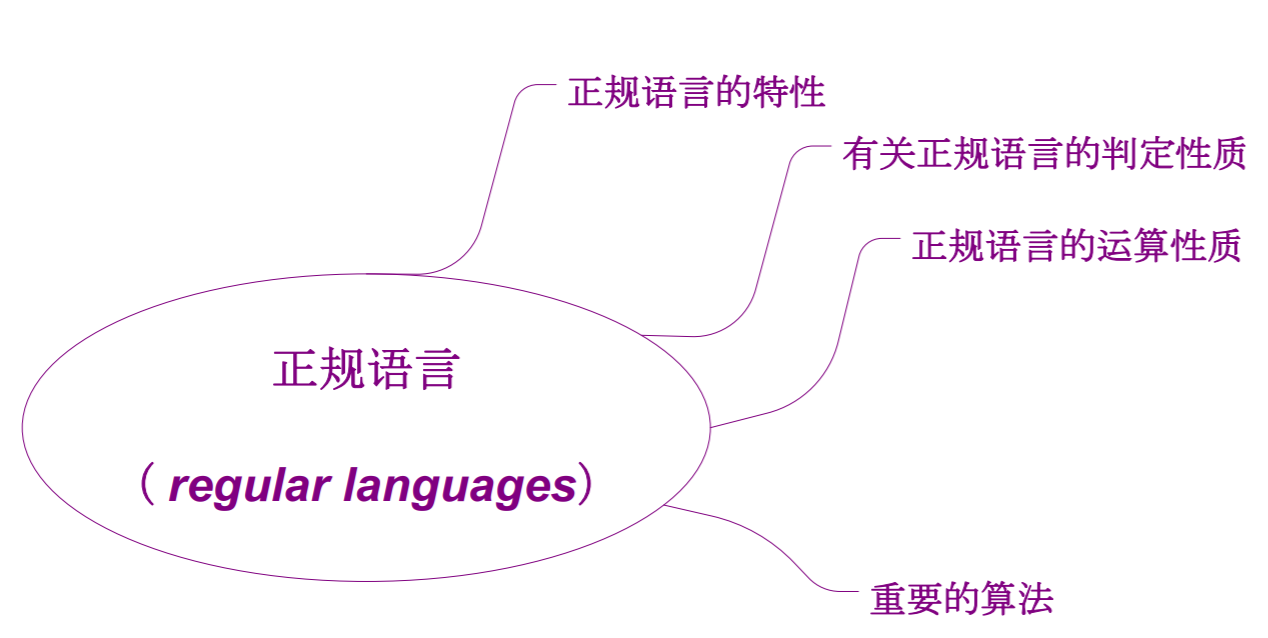 正规语言的特性
有关正规语言的判定性质
正规语言的运算性质
正规语言
（ regular languages）
重要的算法